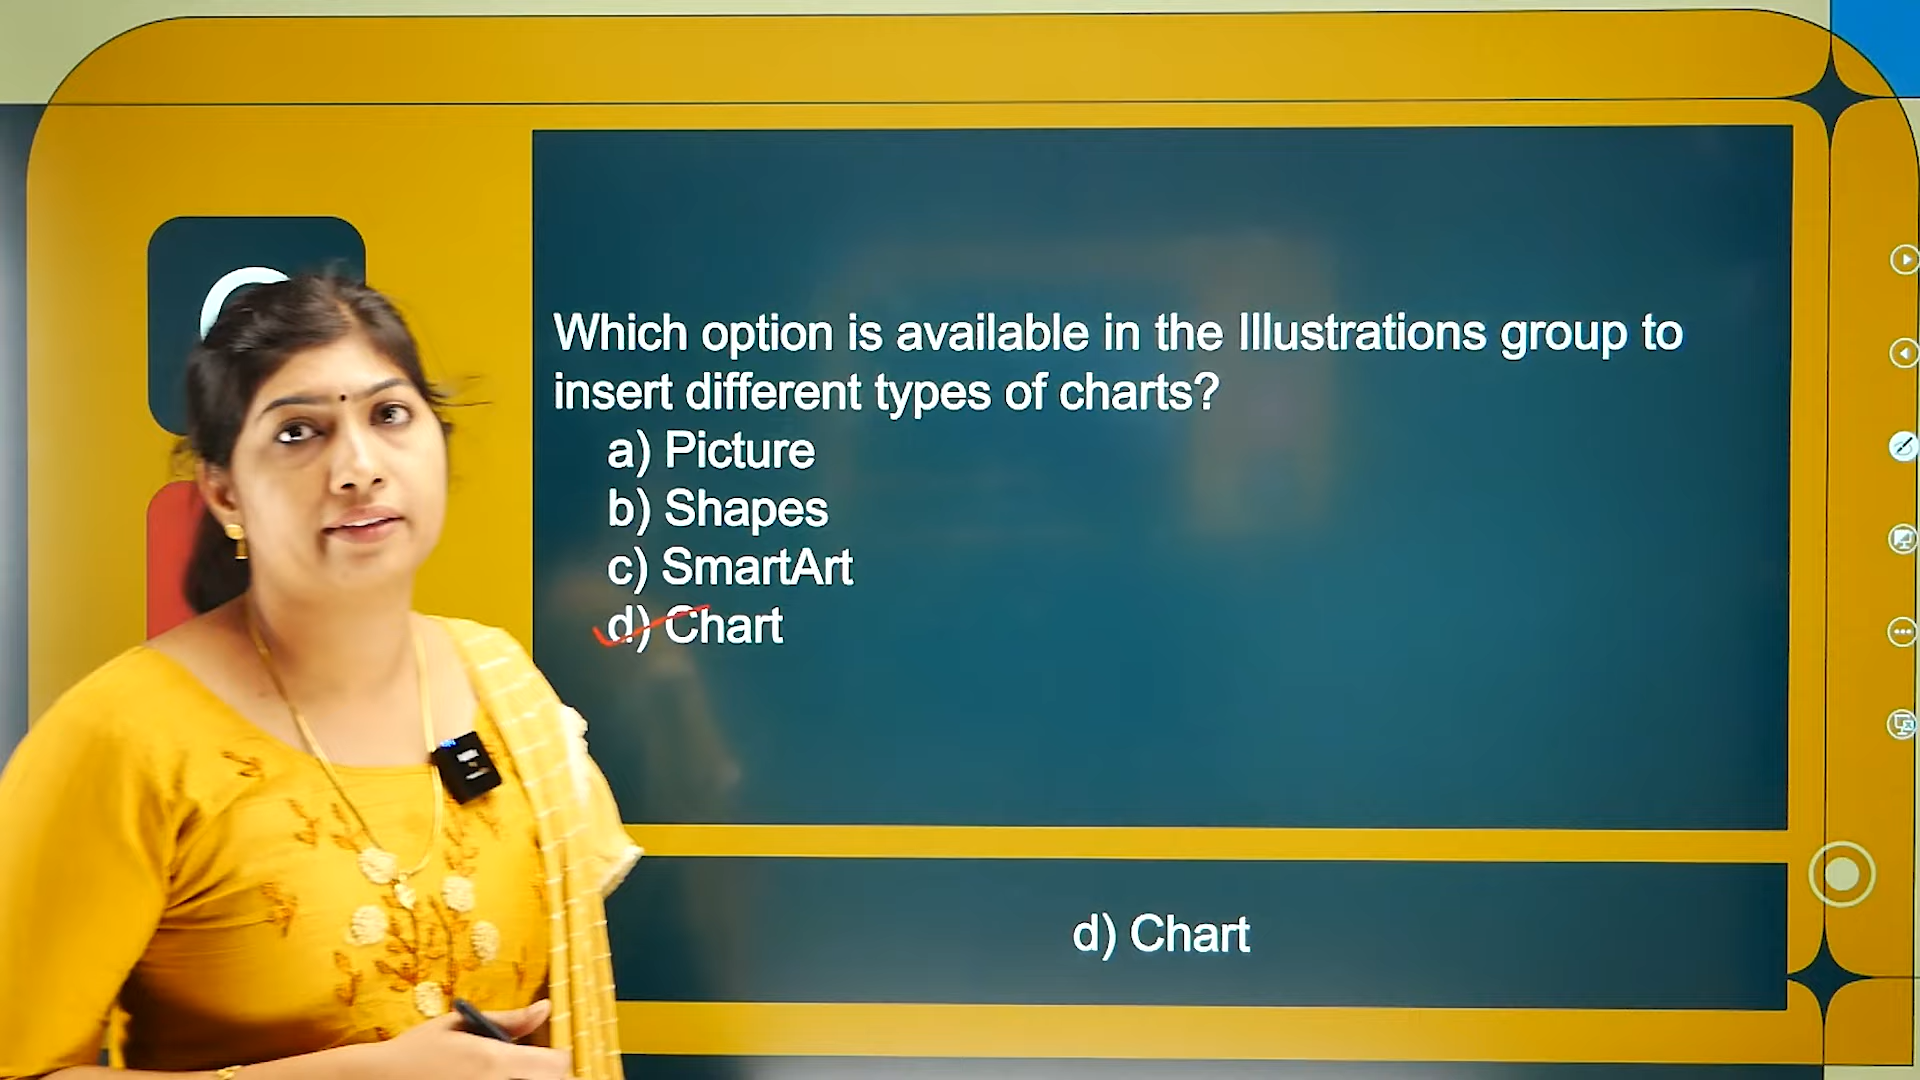 Which option is available in the Illustrations group to
insert different types of charts?
a) Picture
b) Shapes
c) SmartArt
d) Chart
d) Chart